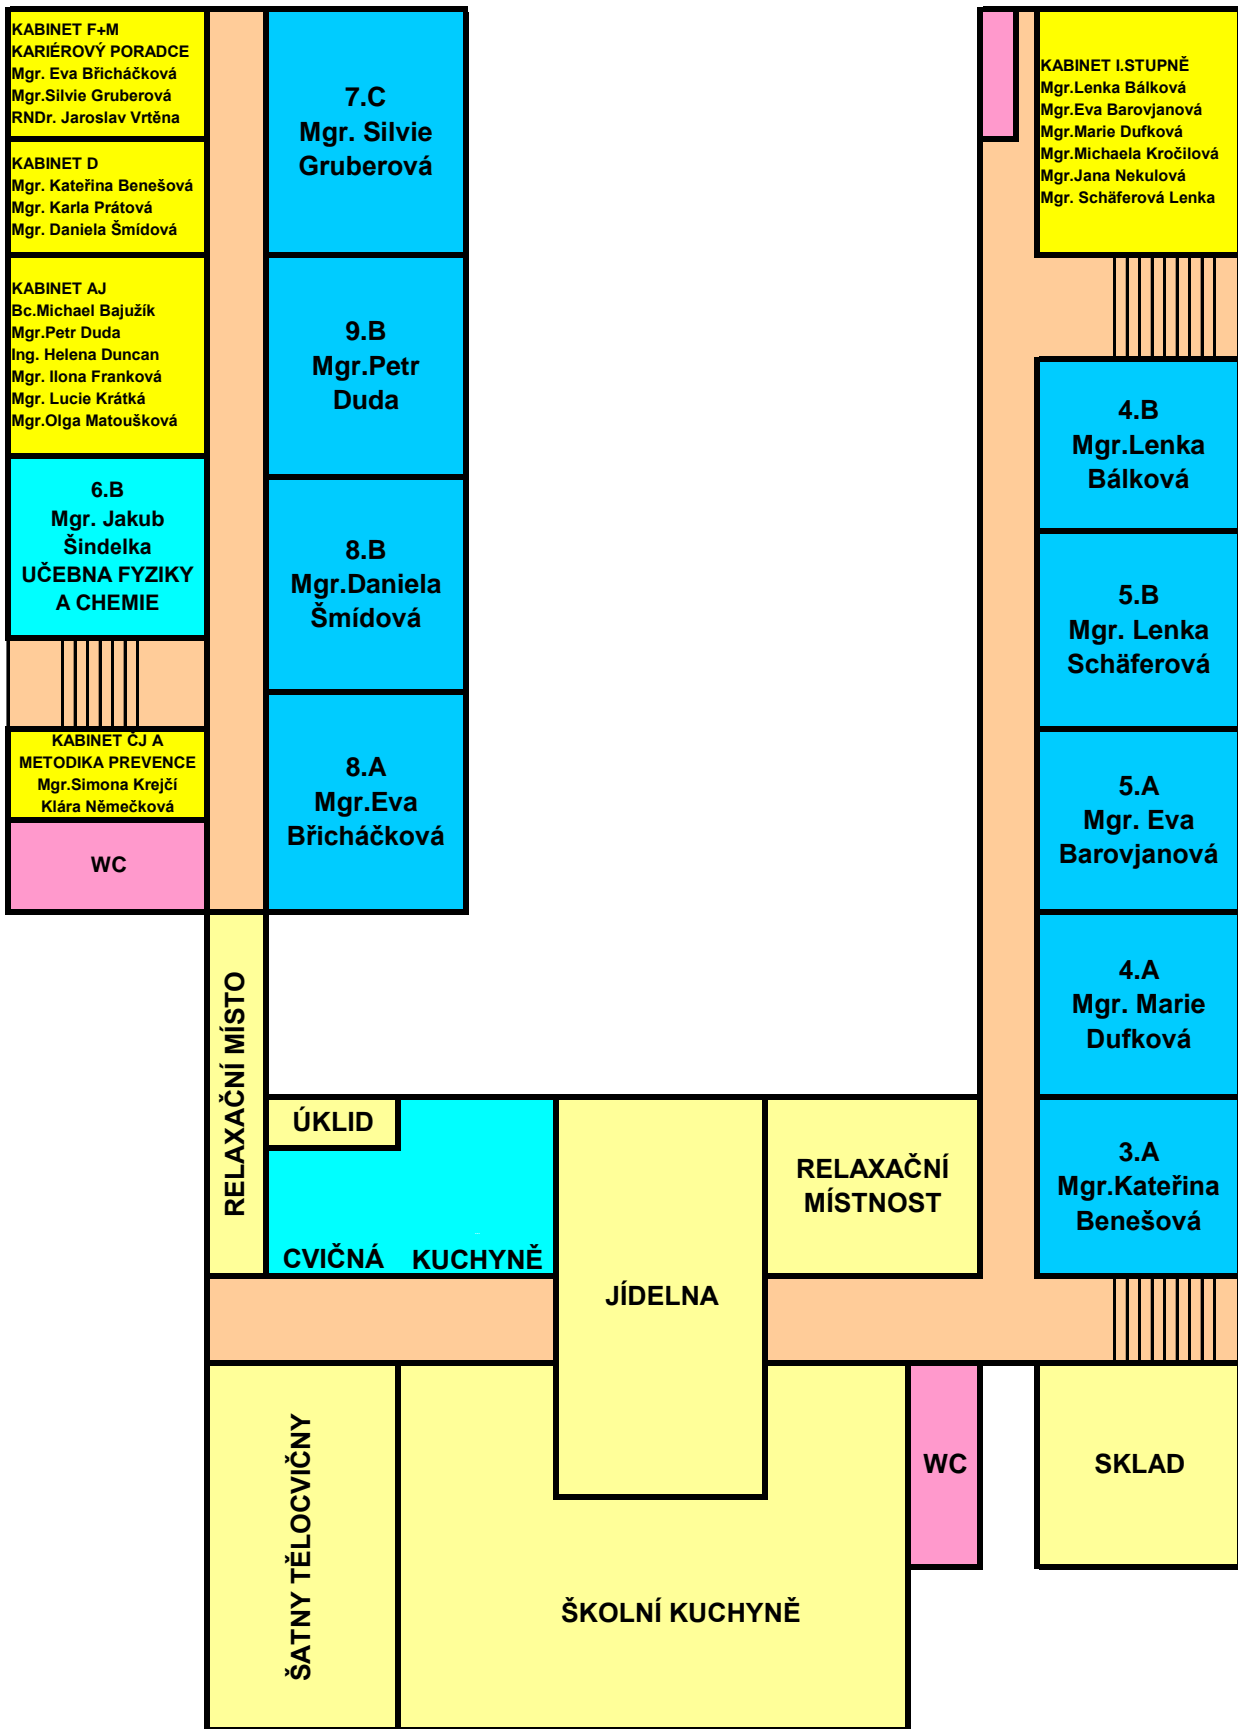 KABINET F+M
KARIÉROVÝ PORADCE
Mgr. Eva Břicháčková
Mgr.Silvie Gruberová
RNDr. Jaroslav Vrtěna
KABINET D
Mgr. Kateřina Benešová
Mgr. Karla Prátová
Mgr. Daniela Šmídová
KABINET AJ
Bc.Michael Bajužík
Mgr.Petr Duda
Ing. Helena Duncan
Mgr. Ilona Franková
Mgr. Lucie Krátká
Mgr.Olga Matoušková
6.B
Mgr. Jakub
Šindelka
UČEBNA FYZIKY
A CHEMIE
KABINET ČJ A
METODIKA PREVENCE
Mgr.Simona Krejčí
Klára Němečková
WC
7.C
Mgr. Silvie
Gruberová
9.B
Mgr.Petr
Duda
8.B
Mgr.Daniela
Šmídová
8.A
Mgr.Eva
Břicháčková
KABINET I.STUPNĚ
Mgr.Lenka Bálková
Mgr.Eva Barovjanová
Mgr.Marie Dufková
Mgr.Michaela Kročilová
Mgr.Jana Nekulová
Mgr. Schäferová Lenka
4.B
Mgr.Lenka
Bálková
5.B
Mgr. Lenka
Schäferová
5.A
Mgr. Eva
Barovjanová
4.A
Mgr. Marie
Dufková
3.A
Mgr.Kateřina
Benešová
RELAXAČNÍ MÍSTO
ÚKLID
CVIČNÁ KUCHYNĚ
JÍDELNA
RELAXAČNÍ
MÍSTNOST
ŠATNY TĚLOCVIČNY
ŠKOLNÍ KUCHYNĚ
WC
SKLAD